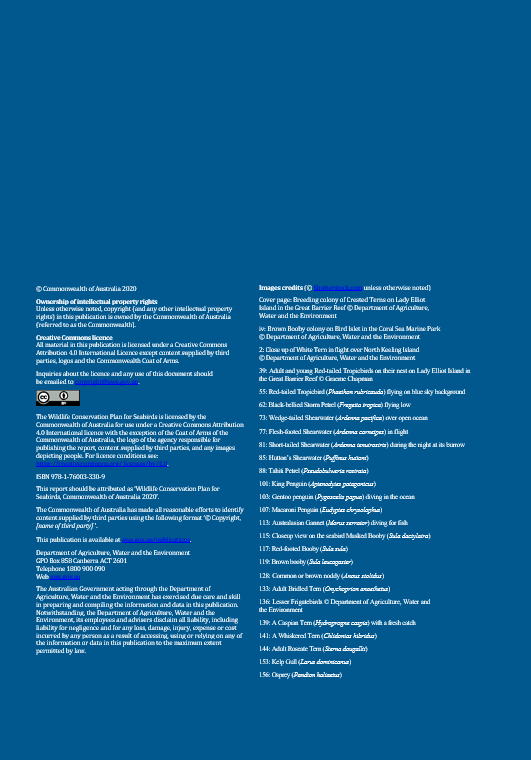 © Commonwealth of Australia 2020
Ownership of intellectual property rights
Unless otherwise noted, copyright (and any other intellectual property
rights) in this publication is owned by the Commonwealth of Australia
(referred to as the Commonwealth).
Creative Commons licence
All material in this publication is licensed under a Creative Commons
Attribution 4.0 International Licence except content supplied by third
parties, logos and the Commonwealth Coat of Arms.
Inquiries about the licence and any use of this document should
be emailed to copyright@awe.gov.au.
cc BY
The Wildlife Conservation Plan for Seabirds is licensed by the
Commonwealth of Australia for use under a Creative Commons Attribution
4.0 International licence with the exception of the Coat of Arms of the
Commonwealth of Australia, the logo of the agency responsible for
publishing the report, content supplied by third parties, and any images
depicting people. For licence conditions see:
ISBN 978-1-76003-330-9
This report should be attributed as 'Wildlife Conservation Plan for
Seabirds, Commonwealth of Australia 2020'.
The Commonwealth of Australia has made all reasonable efforts to identify
content supplied by third parties using the following format '© Copyright,
[name of third party] '.
This publication is available at
Department of Agriculture, Water and the Environment
GPO Box 858 Canberra ACT 2601
Telephone 1800 900 090
Web awe.gov.au
The Australian Government acting through the Department of
Agriculture, Water and the Environment has exercised due care and skill
in preparing and compiling the information and data in this publication.
Notwithstanding, the Department of Agriculture, Water and the
Environment, its employees and advisers disclaim all liability, including
liability for negligence and for any loss, damage, injury, expense or cost
incurred by any person as a result of accessing, using or relying on any of
the information or data in this publication to the maximum extent
permitted by law.
Images credits (© unless otherwise noted)
Cover page: Breeding colony of Crested Terns on Lady Elliot
Island in the Great Barrier Reef © Department of Agriculture,
Water and the Environment
iv: Brown Booby colony on Bird Islet in the Coral Sea Marine Park
© Department of Agriculture, Water and the Environment
2: Close up of White Tern in flight over North Keeling Island
© Department of Agriculture, Water and the Environment
39: Adult and young Red-tailed Tropicbirds on their nest on Lady Elliot Island in
the Great Barrier Reef © Graeme Chapman
55: Red-tailed Tropicbird (Phaethon rubricauda) flying on blue sky background
62: Black-bellied Storm Petrel (Fregetta tropica) flying low
73: Wedge-tailed Shearwater (Ardenna pacifica) over open ocean
77: Flesh-footed Shearwater (Ardenna carneipes) in flight
81: Short-tailed Shearwater (Ardenna tenuirostris) during the night at its burrow
85: Hutton's Shearwater (Puffinus huttoni)
88: Tahiti Petrel (Pseudobulweria rostrata)
101: King Penguin (Aptenodytes patagonicus)
103: Gentoo penguin (Pygoscelis papua) diving in the ocean
107: Macaroni Penguin (Eudyptes chrysolophus)
113: Australasian Gannet (Morus serrator) diving for fish
115: Closeup view on the seabird Masked Booby (Sula dactylatra)
117: Red-footed Booby (Sula sula)
119: Brown booby (Sula leucogaster)
128: Common or brown noddy (Anous stolidus)
133: Adult Bridled Tern (Onychoprion anaethetus)
136: Lesser Frigatebirds © Department of Agriculture, Water and
the Environment
139: A Caspian Tern (Hydroprogne caspia) with a fresh catch
141: A Whiskered Tern (Chlidonias hybridus)
144: Adult Roseate Tern (Sterna dougallii)
153: Kelp Gull (Larus dominicanus)
156: Osprey (Pandion haliaetus)